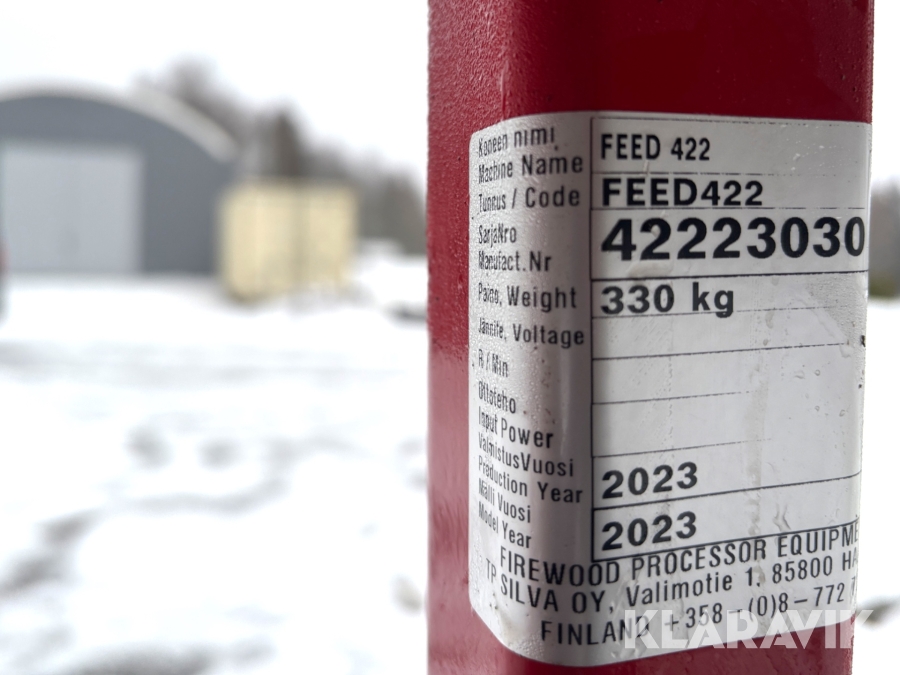 Koneen nimi
Machine Name FEED 422
Tunnus / Code FEED422
SarjaNro
Manufact.Nr 42223030
Paino, Weight 330 kg
Jännite, Voltage
R / Min
Ottoteho
Input Power
ValmistusVuosi
Production Year 2023
Malli Vuosi
Model Year 2023
FIREWOOD PROCESSOR EQUIPME
TP SILVA OY, Valimotie 1, 85800 HA
FINLAND +358-(0)8-772 7
KLARAVIK